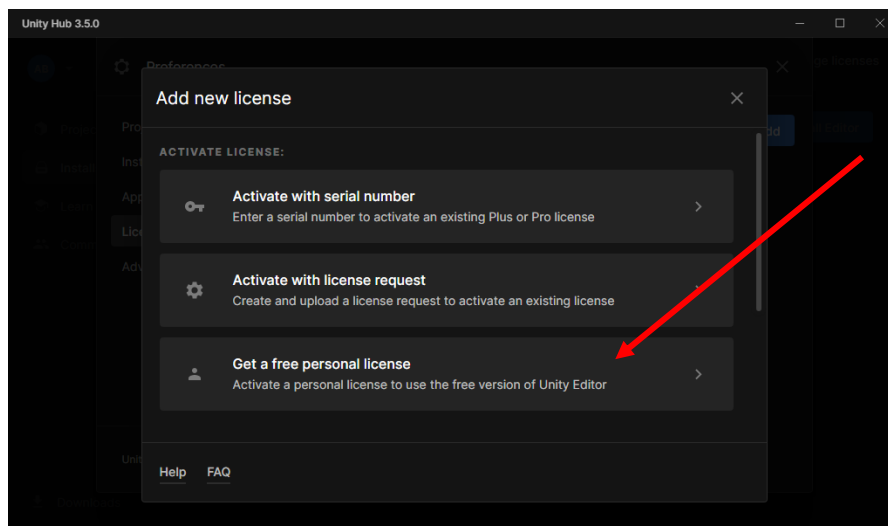 Unity Hub 3.5.0
Preferences
Add new license
ACTIVATE LICENSE:
Activate with serial number
Enter a serial number to activate an existing Plus or Pro license
Activate with license request
Create and upload a license request to activate an existing license
Get a free personal license
Activate a personal license to use the free version of Unity Editor
Help FAQ